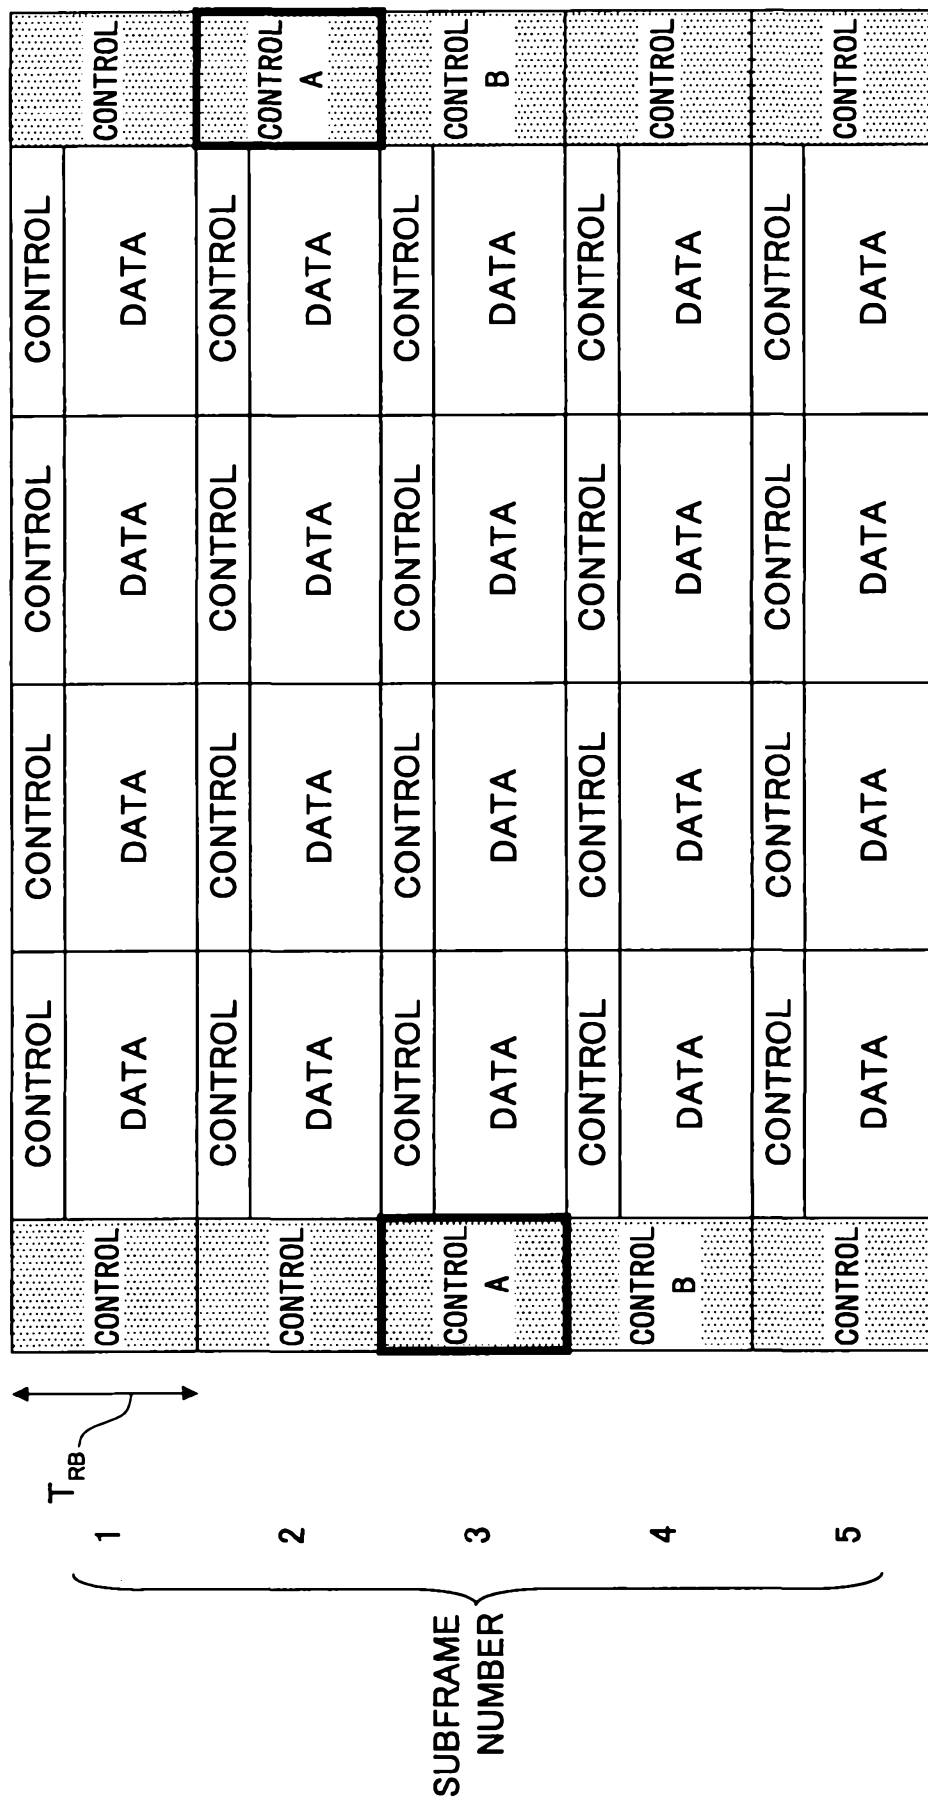 T_RB
CONTROL CONTROL CONTROL CONTROL
1 CONTROL DATA DATA DATA DATA CONTROL
CONTROL CONTROL CONTROL CONTROL
2 CONTROL DATA DATA DATA DATA CONTROL
A
CONTROL CONTROL CONTROL CONTROL
SUBFRAME
NUMBER
3 CONTROL DATA DATA DATA DATA CONTROL
A B
CONTROL CONTROL CONTROL CONTROL
4 CONTROL DATA DATA DATA DATA CONTROL
B
CONTROL CONTROL CONTROL CONTROL
5 CONTROL DATA DATA DATA DATA CONTROL